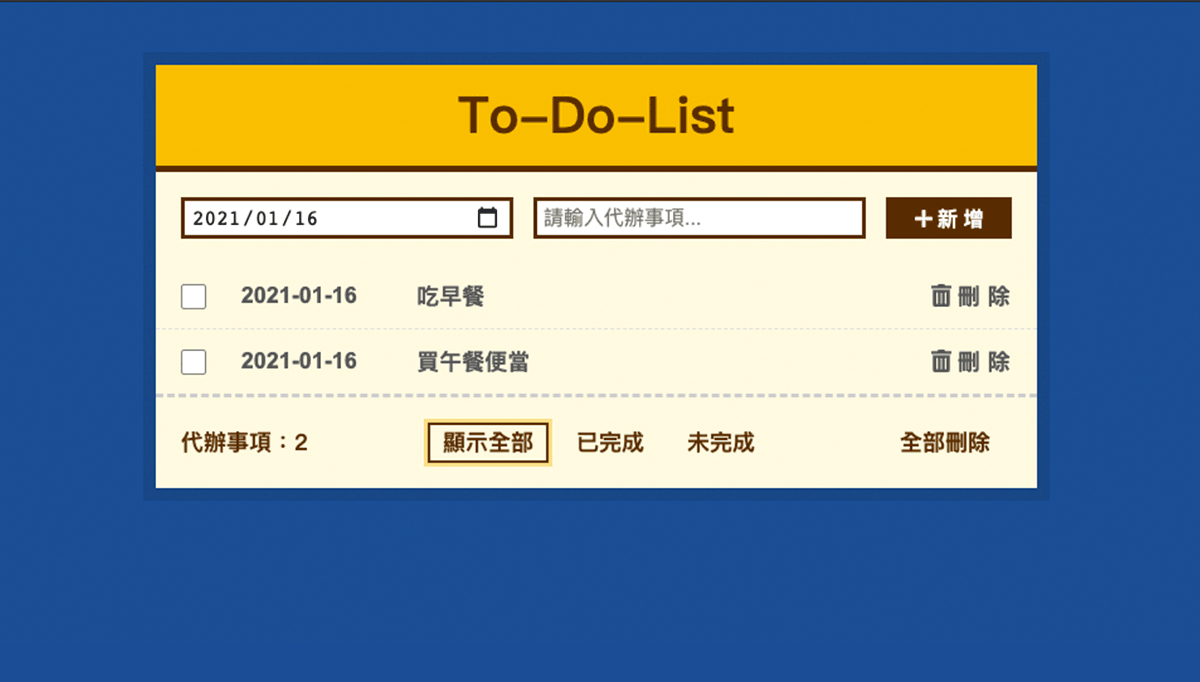 To-Do-List
2021/01/16 請輸入代辦事項... +新增
2021-01-16 吃早餐 刪除
2021-01-16 買午餐便當 刪除
代辦事項：2 顯示全部 已完成 未完成 全部刪除